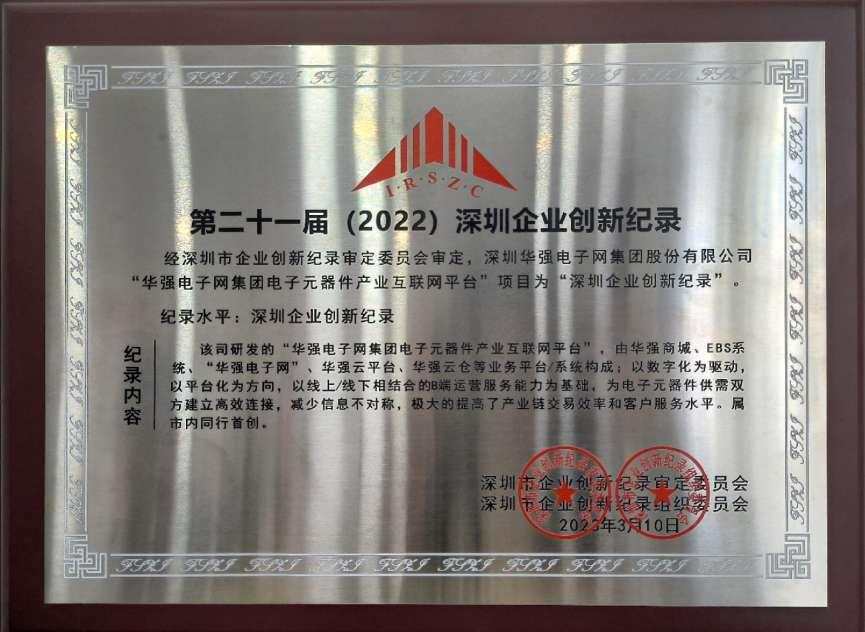 I·R·S·Z·C
第二十一届（2022）深圳企业创新纪录
经深圳市企业创新纪录审定委员会审定，深圳华强电子网集团股份有限公司
“华强电子网集团电子元器件产业互联网平台”项目为“深圳企业创新纪录”。
纪录水平：深圳企业创新纪录
纪录内容
该司研发的“华强电子网集团电子元器件产业互联网平台”，由华强商城、EBS系
统、“华强电子网”、华强云平台、华强云仓等业务平台/系统构成；以数字化为驱动，
以平台化为方向，以线上/线下相结合的B端运营服务能力为基础，为电子元器件供需双
方建立高效连接，减少信息不对称，极大的提高了产业链交易效率和客户服务水平。属
市内同行首创。
深圳市企业创新纪录审定委员会
深圳市企业创新纪录组织委员会
2023年3月10日